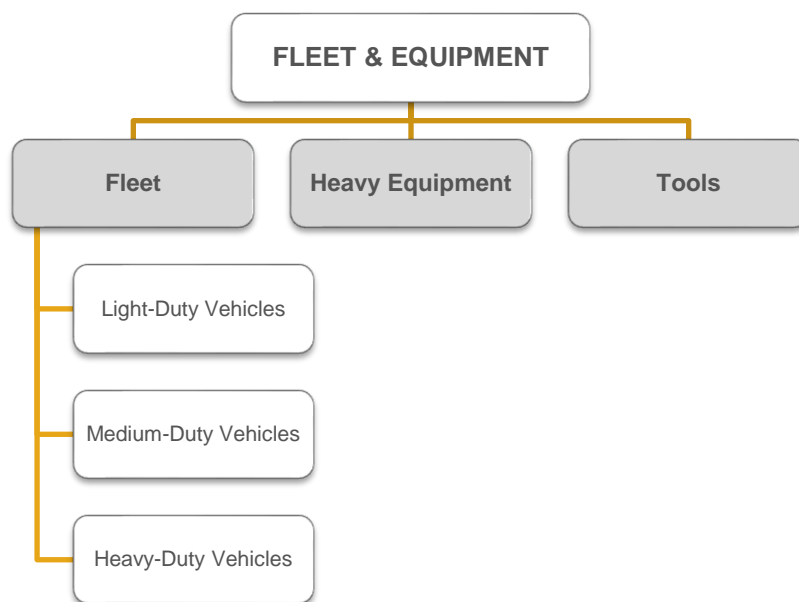 FLEET & EQUIPMENT
Fleet
Heavy Equipment
Tools
Light-Duty Vehicles
Medium-Duty Vehicles
Heavy-Duty Vehicles